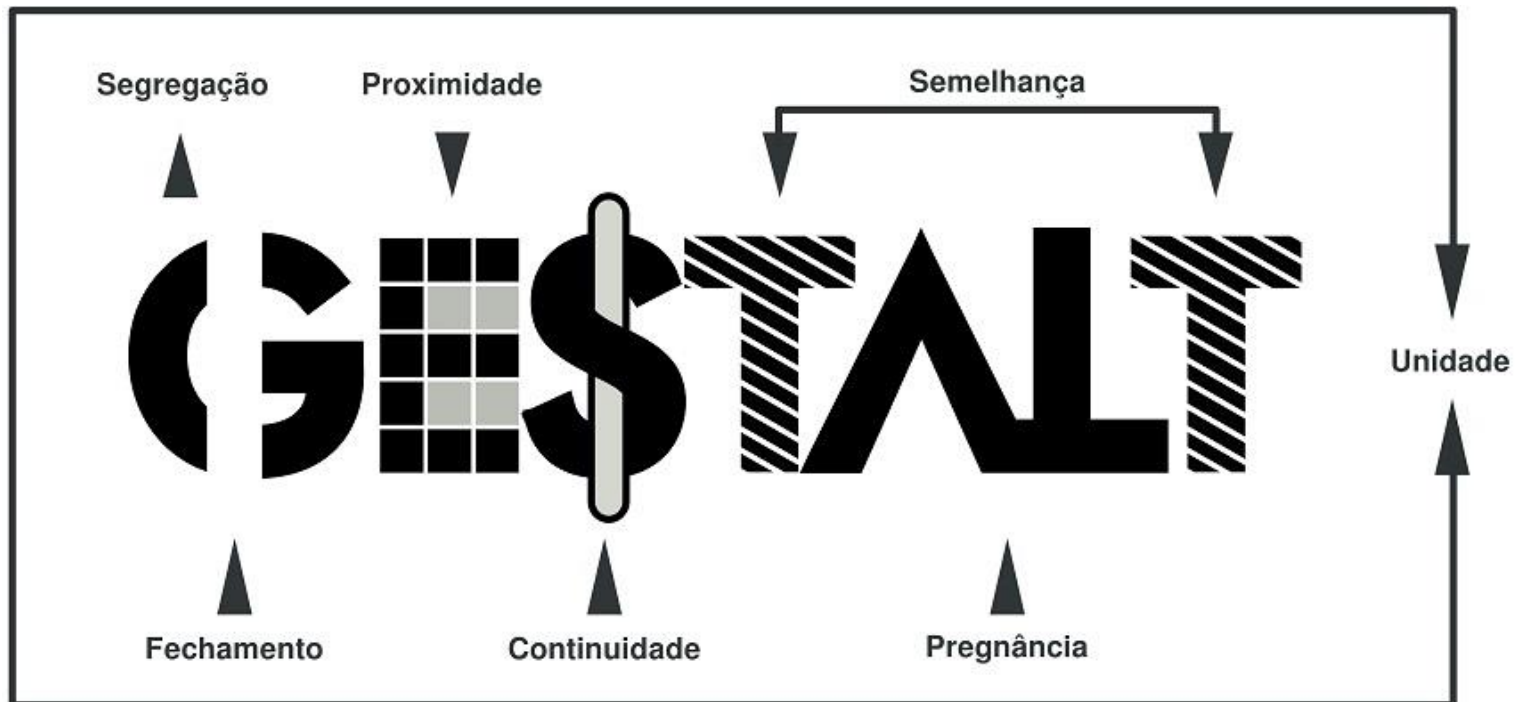 Segregação
Proximidade
Semelhança
GESTALT
Unidade
Fechamento
Continuidade
Pregnância